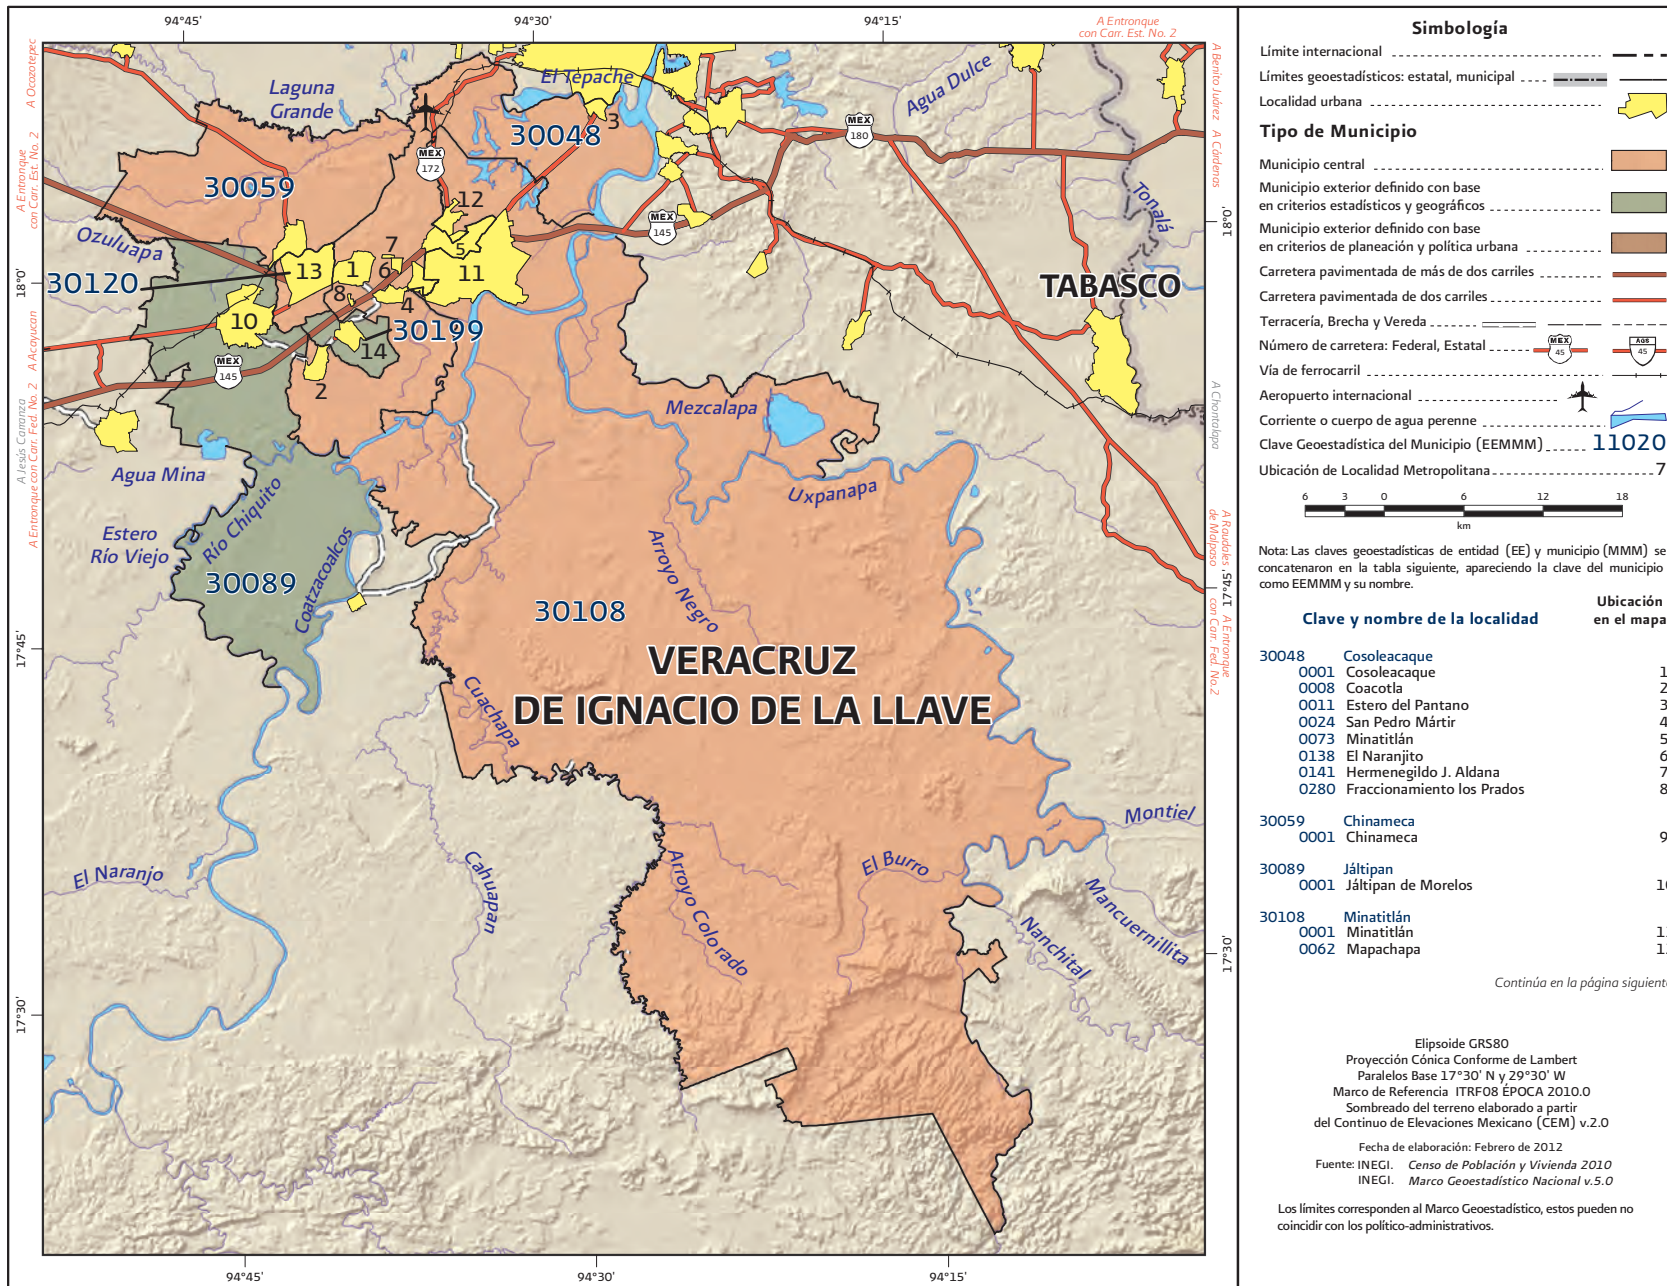 94°45'
94°30'
94°15'
A Entronque
con Carr. Est. No. 2
A Ocozotepec
A Entronque
con Carr. Est. No. 2
A Acayucan
A Jesús Carranza
A Entronque con Carr. Fed. No. 2
A Benito Juárez
A Cárdenas
A Chontalapa
A Raudales
de Malpaso
A Entronque
con Carr. Fed. No.2
18°0'
17°45'
17°30'
18°0'
17°45'
17°30'
94°45'
94°30'
94°15'
Laguna
Grande
El Tepache
Agua Dulce
30048
3
MEX
180
MEX
172
30059
12
Tonalá
MEX
145
Ozuluapa
7
5
30120
13
1
6
11
TABASCO
8
4
10
30199
14
MEX
145
2
Mezcalapa
Agua Mina
Uxpanapa
Río Chiquito
Estero
Río Viejo
Coatzacoalcos
Arroyo Negro
30089
30108
VERACRUZ
DE IGNACIO DE LA LLAVE
Cuachapa
Montiel
El Naranjo
Cahuapan
Arroyo Colorado
El Burro
Mancuernillita
Nanchital
Simbología
Límite internacional
Límites geoestadísticos: estatal, municipal
Localidad urbana
Tipo de Municipio
Municipio central
Municipio exterior definido con base
en criterios estadísticos y geográficos
Municipio exterior definido con base
en criterios de planeación y política urbana
Carretera pavimentada de más de dos carriles
Carretera pavimentada de dos carriles
Terracería, Brecha y Vereda
Número de carretera: Federal, Estatal MEX 45 AGS 45
Vía de ferrocarril
Aeropuerto internacional
Corriente o cuerpo de agua perenne
Clave Geoestadística del Municipio (EEMMM) 11020
Ubicación de Localidad Metropolitana 7
6 3 0 6 12 18
km
Nota: Las claves geoestadísticas de entidad (EE) y municipio (MMM) se
concatenaron en la tabla siguiente, apareciendo la clave del municipio
como EEMMM y su nombre.
Clave y nombre de la localidad
Ubicación
en el mapa
30048 Cosoleacaque
0001 Cosoleacaque 1
0008 Coacotla 2
0011 Estero del Pantano 3
0024 San Pedro Mártir 4
0073 Minatitlán 5
0138 El Naranjito 6
0141 Hermenegildo J. Aldana 7
0280 Fraccionamiento los Prados 8
30059 Chinameca
0001 Chinameca 9
30089 Jáltipan
0001 Jáltipan de Morelos
30108 Minatitlán
0001 Minatitlán
0062 Mapachapa
Continúa en la página siguiente
Elipsoide GRS80
Proyección Cónica Conforme de Lambert
Paralelos Base 17°30' N y 29°30' W
Marco de Referencia ITRF08 ÉPOCA 2010.0
Sombreado del terreno elaborado a partir
del Continuo de Elevaciones Mexicano (CEM) v.2.0
Fecha de elaboración: Febrero de 2012
Fuente: INEGI. Censo de Población y Vivienda 2010
INEGI. Marco Geoestadístico Nacional v.5.0
Los límites corresponden al Marco Geoestadístico, estos pueden no
coincidir con los político-administrativos.